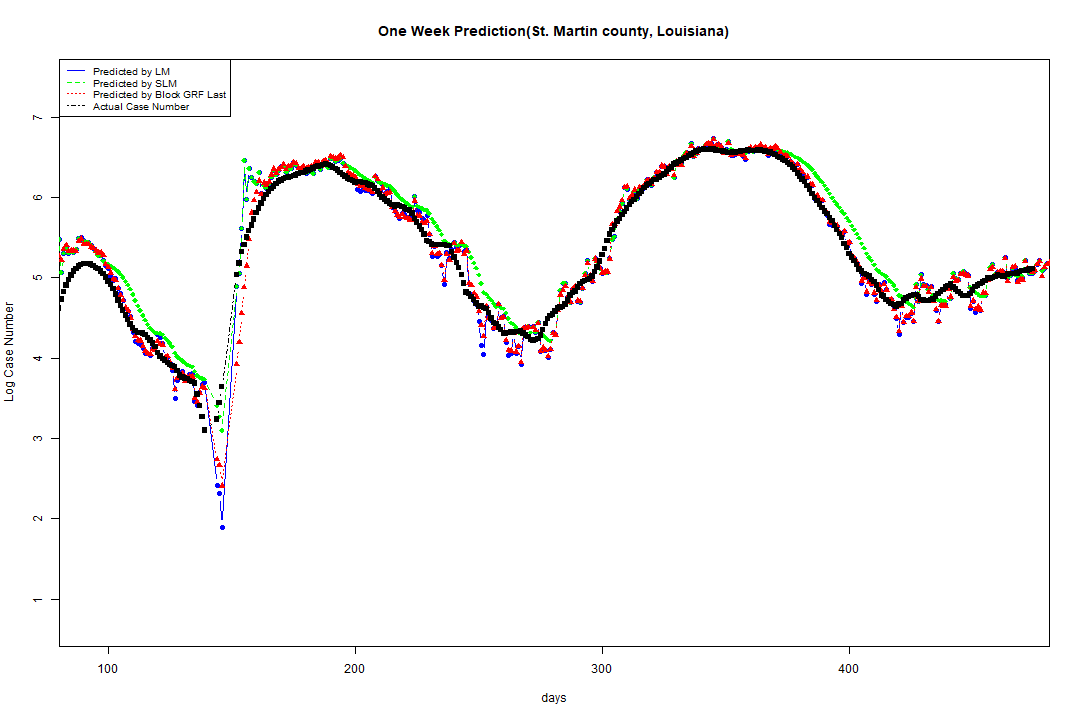 One Week Prediction(St. Martin county, Louisiana)
Predicted by LM
Predicted by SLM
Predicted by Block GRF Last
Actual Case Number
7
6
5
4
3
2
1
Log Case Number
100
200
300
400
days